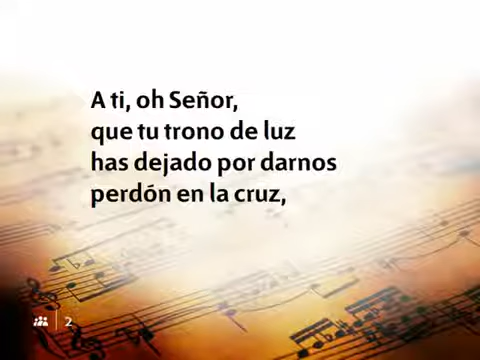 A ti, oh Señor,
que tu trono de luz
has dejado por darnos
perdón en la cruz,
2